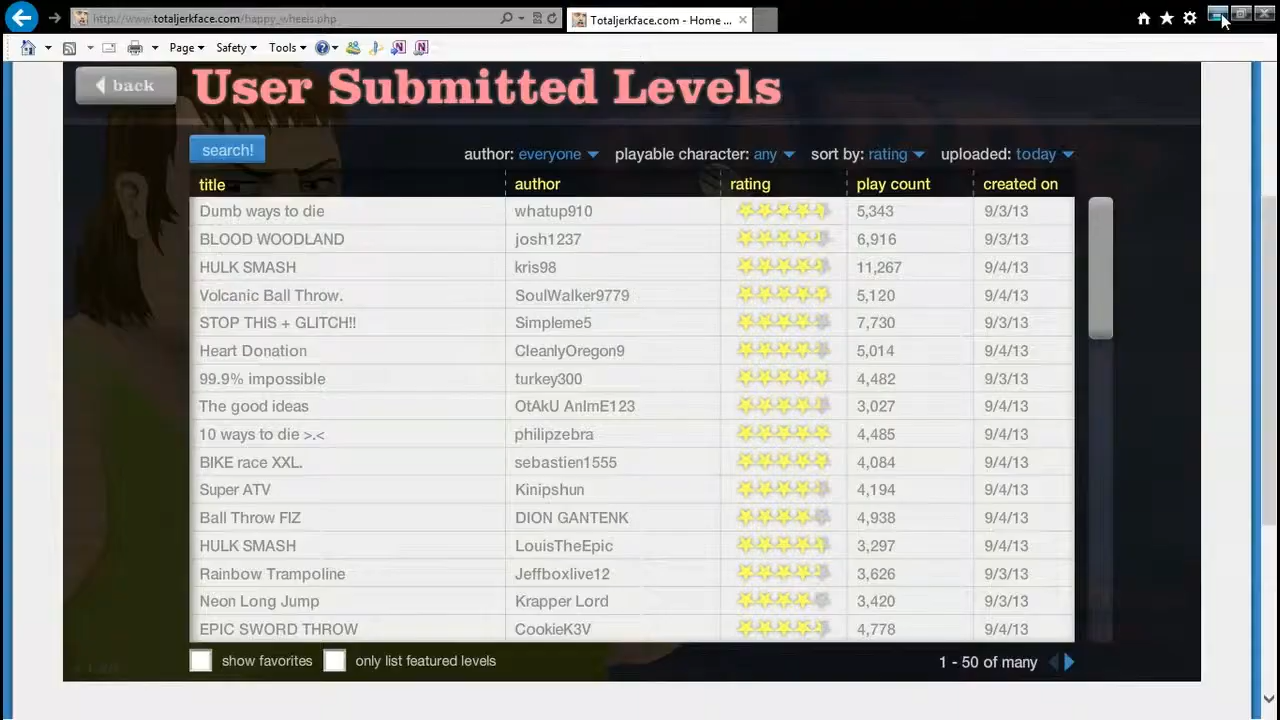 http://www.totaljerkface.com/happy_wheels.php
Totaljerkface.com - Home ...
Page Safety Tools
back
User Submitted Levels
search!
author: everyone playable character: any sort by: rating uploaded: today
title author rating play count created on
Dumb ways to die whatup910 5,343 9/3/13
BLOOD WOODLAND josh1237 6,916 9/3/13
HULK SMASH kris98 11,267 9/4/13
Volcanic Ball Throw. SoulWalker9779 5,120 9/4/13
STOP THIS + GLITCH!! Simpleme5 7,730 9/3/13
Heart Donation CleanlyOregon9 5,014 9/4/13
99.9% impossible turkey300 4,482 9/3/13
The good ideas OtAkU AnImE123 3,027 9/4/13
10 ways to die >.< philipzebra 4,485 9/4/13
BIKE race XXL. sebastien1555 4,084 9/4/13
Super ATV Kinipshun 4,194 9/4/13
Ball Throw FIZ DION GANTENK 4,938 9/4/13
HULK SMASH LouisTheEpic 3,297 9/4/13
Rainbow Trampoline Jeffboxlive12 3,626 9/3/13
Neon Long Jump Krapper Lord 3,420 9/3/13
EPIC SWORD THROW CookieK3V 4,778 9/4/13
show favorites only list featured levels 1 - 50 of many